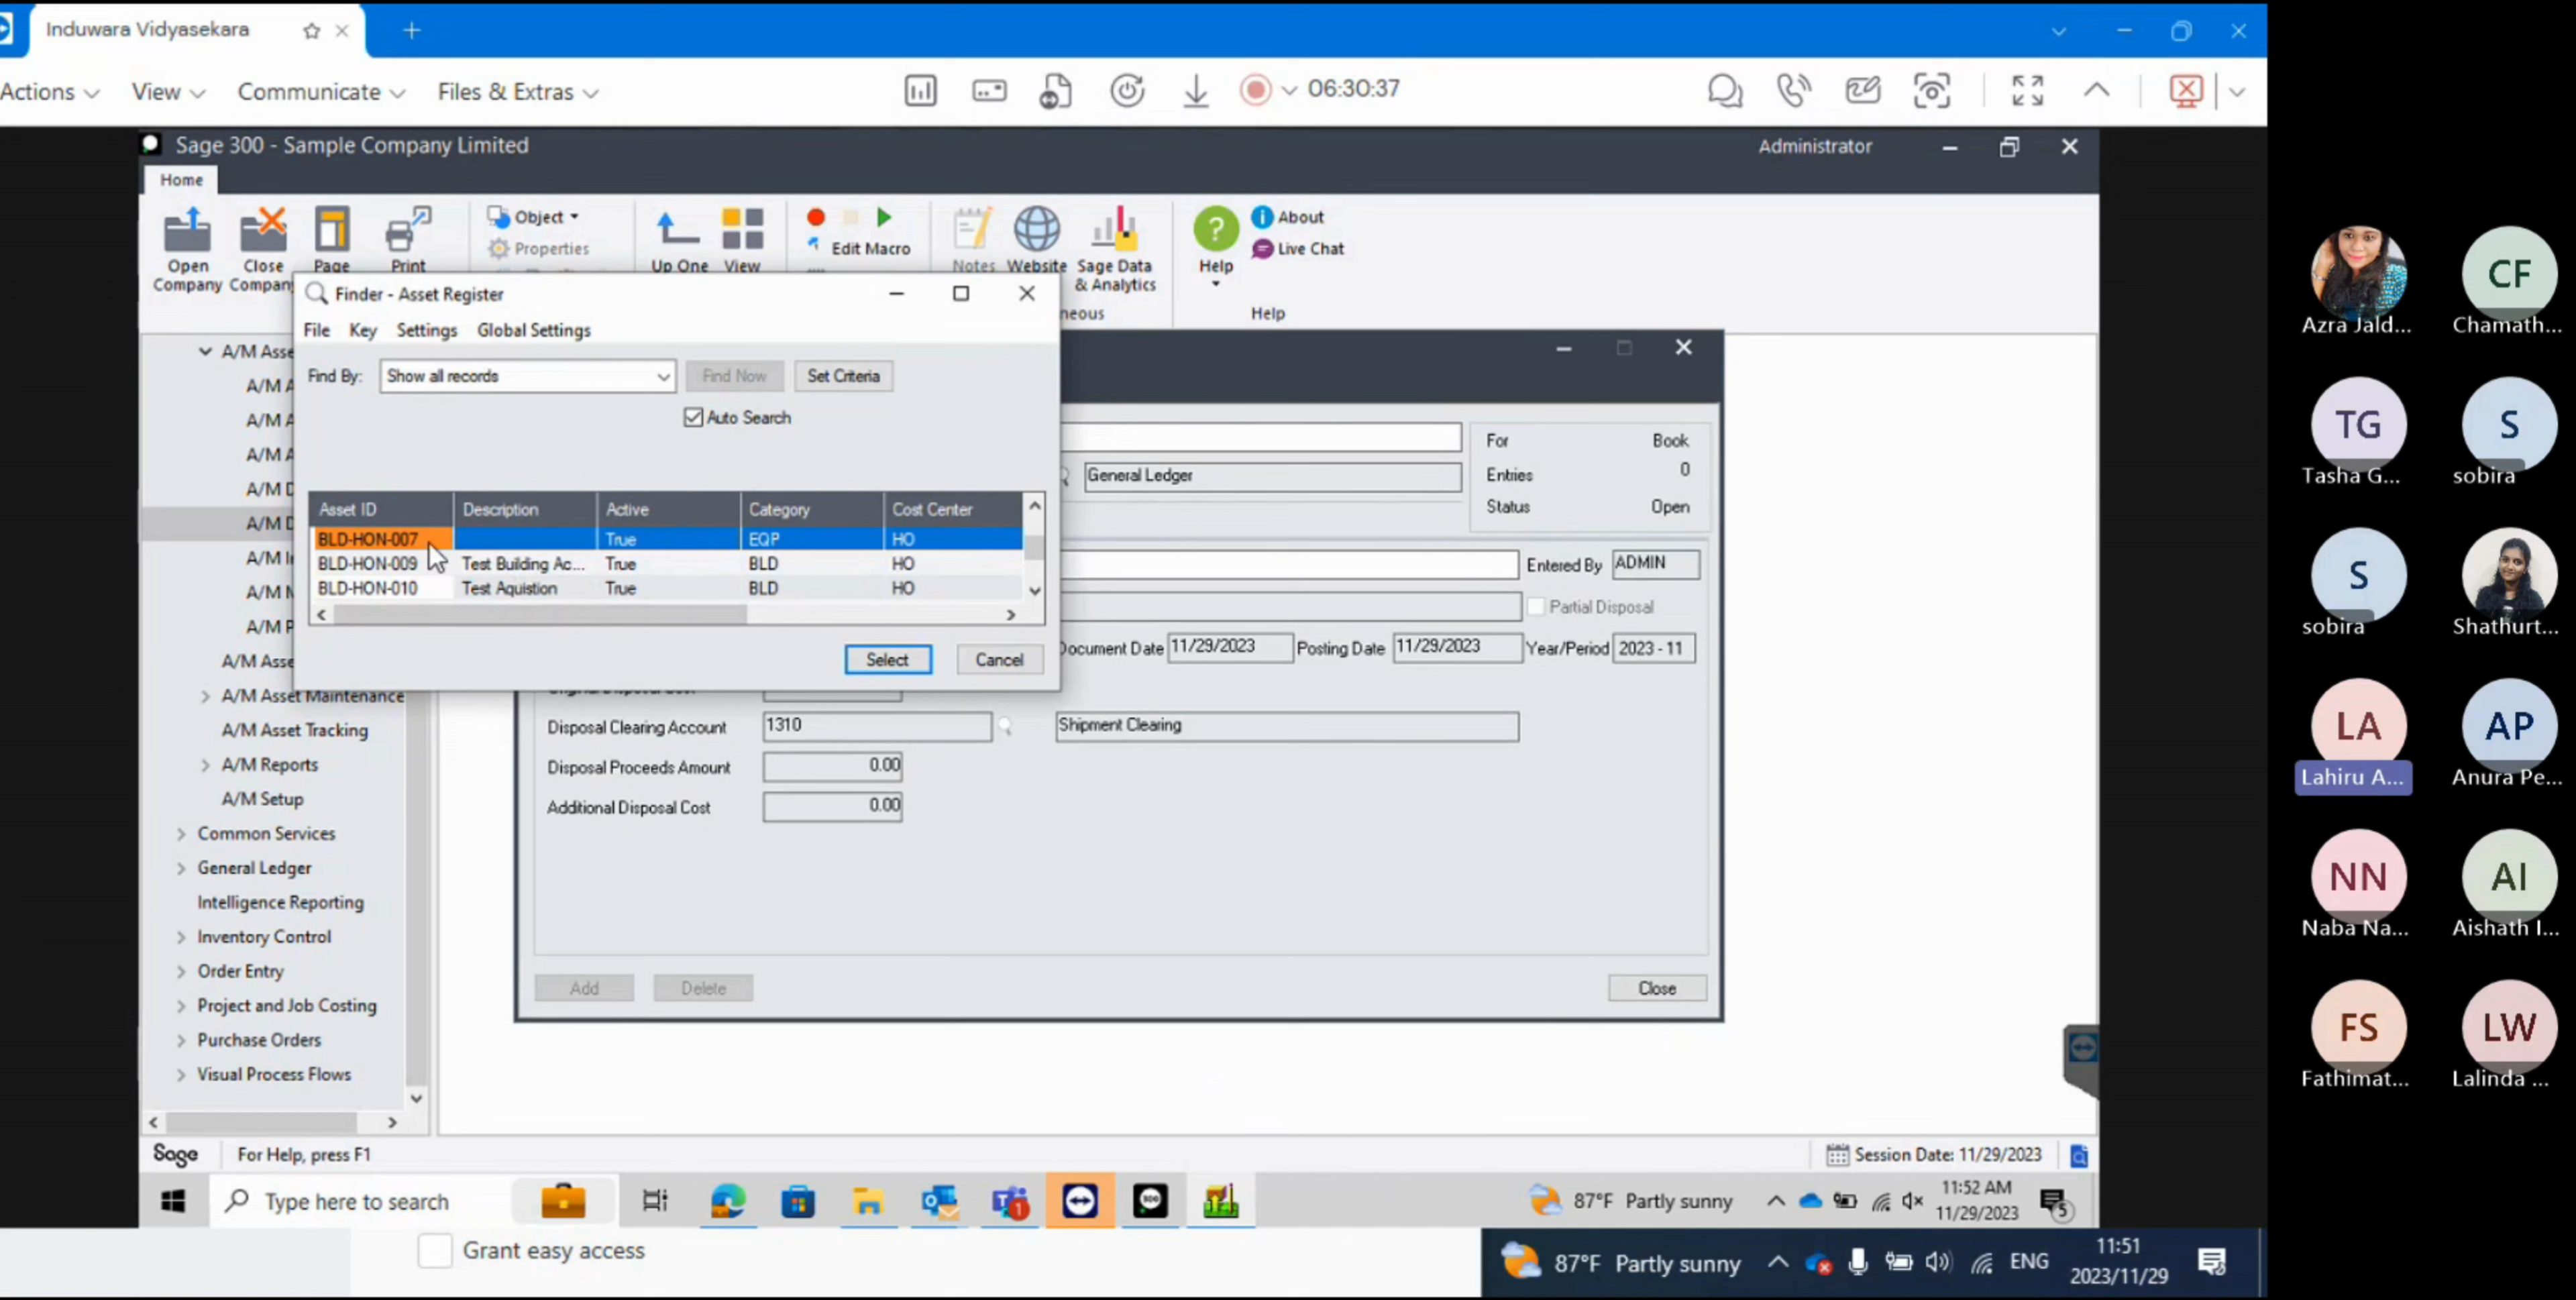 Induwara Vidyasekara
Actions View Communicate Files & Extras 06:30:37
Sage 300 - Sample Company Limited Administrator
Home
Open Company
Close
Page
Print
Object
Properties
Up One View
Edit Macro
Notes Website Sage Data & Analytics
Help
About
Live Chat
Help
Finder - Asset Register
File Key Settings Global Settings
Find By: Show all records Find Now Set Criteria
Auto Search
Asset ID Description Active Category Cost Center
BLD-HON-007 True EQP HO
BLD-HON-009 Test Building Ac... True BLD HO
BLD-HON-010 Test Aquistion True BLD HO
Select Cancel
General Ledger
For Book
Entries 0
Status Open
Entered By ADMIN
Partial Disposal
Document Date 11/29/2023 Posting Date 11/29/2023 Year/Period 2023 - 11
Disposal Clearing Account 1310 Shipment Clearing
Disposal Proceeds Amount 0.00
Additional Disposal Cost 0.00
Add Delete Close
A/M Asset Maintenance
A/M Asset Tracking
A/M Reports
A/M Setup
Common Services
General Ledger
Intelligence Reporting
Inventory Control
Order Entry
Project and Job Costing
Purchase Orders
Visual Process Flows
Sage For Help, press F1 Session Date: 11/29/2023
Type here to search 87°F Partly sunny 11:52 AM
11/29/2023
Grant easy access
87°F Partly sunny ENG 11:51
2023/11/29
CF
Azra Jald... Chamath...
TG S
Tasha G... sobira
S
sobira Shathurt...
LA AP
Lahiru A... Anura Pe...
NN AI
Naba Na... Aishath I...
FS LW
Fathimat... Lalinda ...